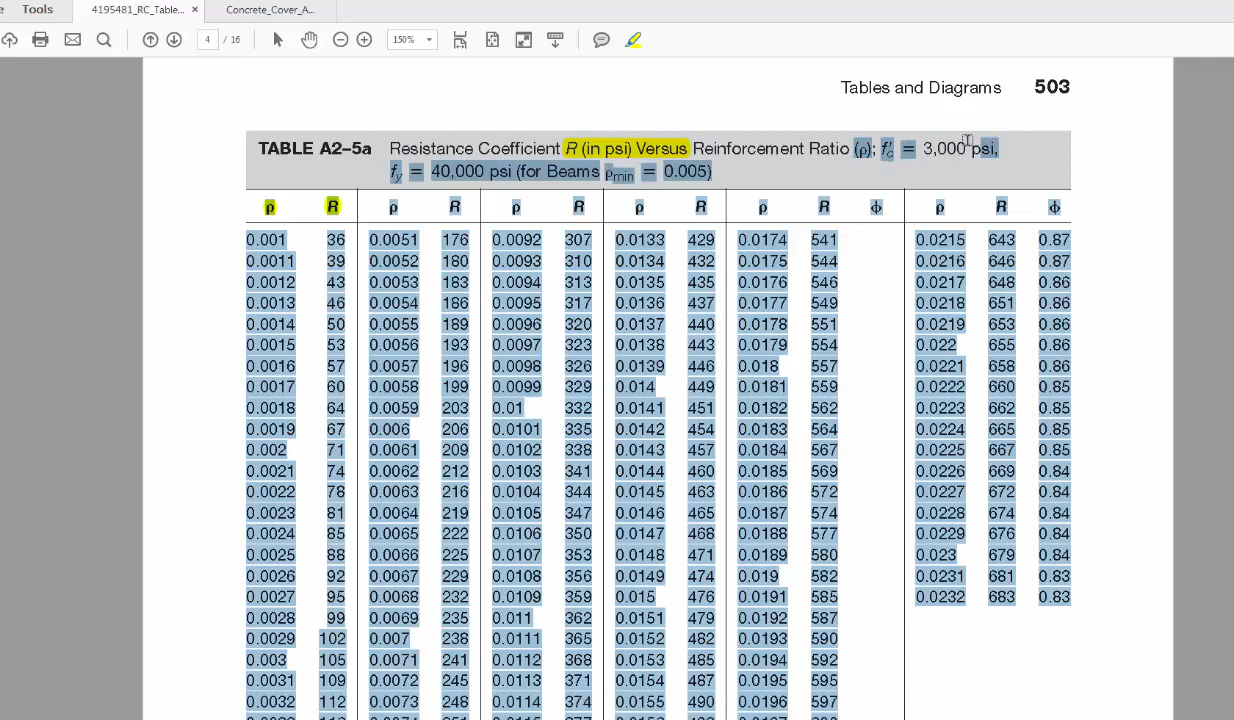 Tools 4195481_RC_Table... × Concrete_Cover_A...
4 / 16 150%
Tables and Diagrams 503
TABLE A2–5a Resistance Coefficient R (in psi) Versus Reinforcement Ratio (ρ); f′c = 3,000 psi,
fy = 40,000 psi (for Beams ρmin = 0.005)
ρ R ρ R ρ R ρ R ρ R ϕ ρ R ϕ
0.001 36 0.0051 176 0.0092 307 0.0133 429 0.0174 541 0.0215 643 0.87
0.0011 39 0.0052 180 0.0093 310 0.0134 432 0.0175 544 0.0216 646 0.87
0.0012 43 0.0053 183 0.0094 313 0.0135 435 0.0176 546 0.0217 648 0.86
0.0013 46 0.0054 186 0.0095 317 0.0136 437 0.0177 549 0.0218 651 0.86
0.0014 50 0.0055 189 0.0096 320 0.0137 440 0.0178 551 0.0219 653 0.86
0.0015 53 0.0056 193 0.0097 323 0.0138 443 0.0179 554 0.022 655 0.86
0.0016 57 0.0057 196 0.0098 326 0.0139 446 0.018 557 0.0221 658 0.86
0.0017 60 0.0058 199 0.0099 329 0.014 449 0.0181 559 0.0222 660 0.85
0.0018 64 0.0059 203 0.01 332 0.0141 451 0.0182 562 0.0223 662 0.85
0.0019 67 0.006 206 0.0101 335 0.0142 454 0.0183 564 0.0224 665 0.85
0.002 71 0.0061 209 0.0102 338 0.0143 457 0.0184 567 0.0225 667 0.85
0.0021 74 0.0062 212 0.0103 341 0.0144 460 0.0185 569 0.0226 669 0.84
0.0022 78 0.0063 216 0.0104 344 0.0145 463 0.0186 572 0.0227 672 0.84
0.0023 81 0.0064 219 0.0105 347 0.0146 465 0.0187 574 0.0228 674 0.84
0.0024 85 0.0065 222 0.0106 350 0.0147 468 0.0188 577 0.0229 676 0.84
0.0025 88 0.0066 225 0.0107 353 0.0148 471 0.0189 580 0.023 679 0.84
0.0026 92 0.0067 229 0.0108 356 0.0149 474 0.019 582 0.0231 681 0.83
0.0027 95 0.0068 232 0.0109 359 0.015 476 0.0191 585 0.0232 683 0.83
0.0028 99 0.0069 235 0.011 362 0.0151 479 0.0192 587
0.0029 102 0.007 238 0.0111 365 0.0152 482 0.0193 590
0.003 105 0.0071 241 0.0112 368 0.0153 485 0.0194 592
0.0031 109 0.0072 245 0.0113 371 0.0154 487 0.0195 595
0.0032 112 0.0073 248 0.0114 374 0.0155 490 0.0196 597